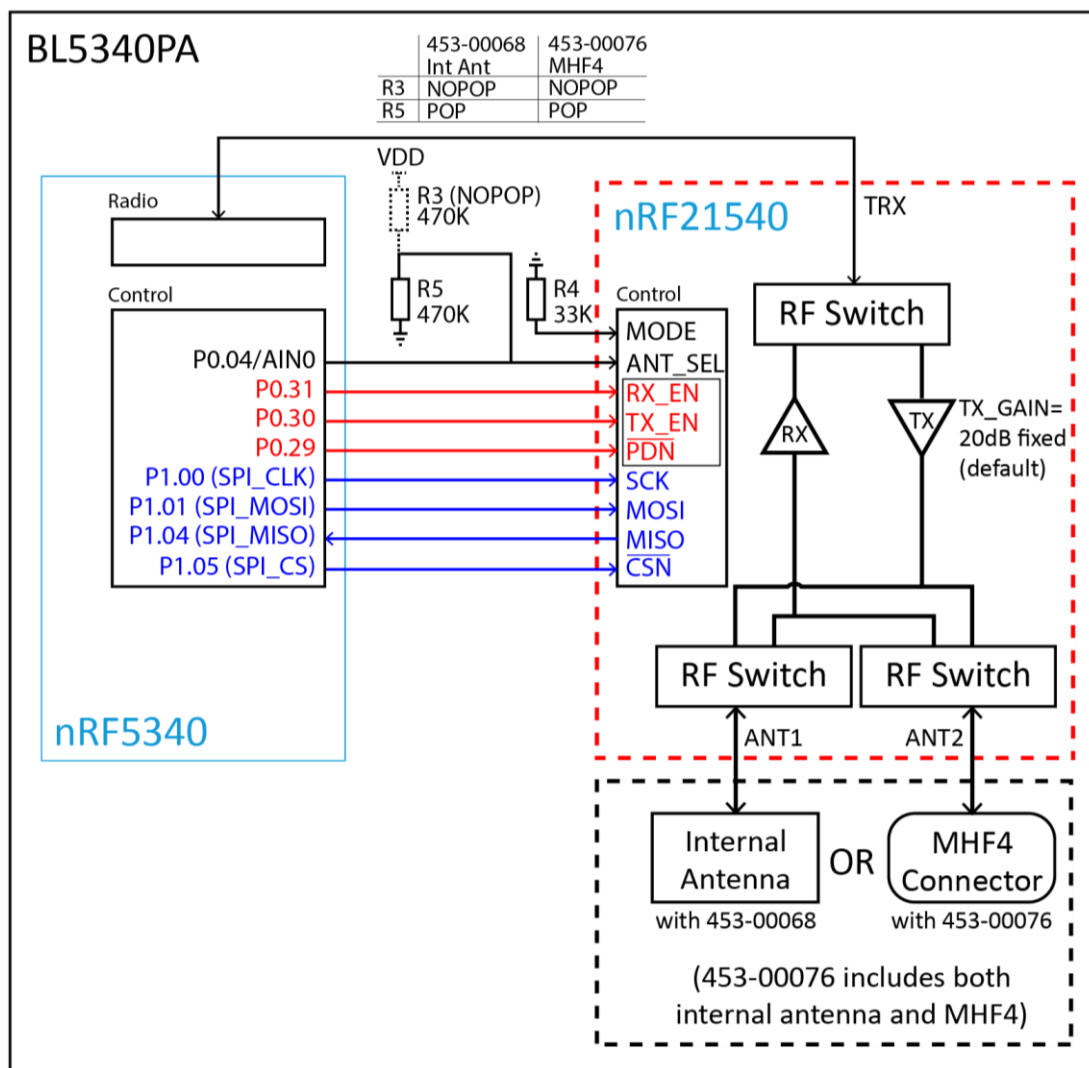 BL5340PA
453-00068 453-00076
Int Ant MHF4
R3 NOPOP NOPOP
R5 POP POP
VDD
R3 (NOPOP)
470K
R5
470K
R4
33K
TRX
Radio
Control
P0.04/AIN0
P0.31
P0.30
P0.29
P1.00 (SPI_CLK)
P1.01 (SPI_MOSI)
P1.04 (SPI_MISO)
P1.05 (SPI_CS)
nRF5340
nRF21540
Control
MODE
ANT_SEL
RX_EN
TX_EN
PDN
SCK
MOSI
MISO
CSN
RF Switch
RX
TX
TX_GAIN=
20dB fixed
(default)
RF Switch
RF Switch
ANT1
ANT2
Internal
Antenna
with 453-00068
OR
MHF4
Connector
with 453-00076
(453-00076 includes both
internal antenna and MHF4)